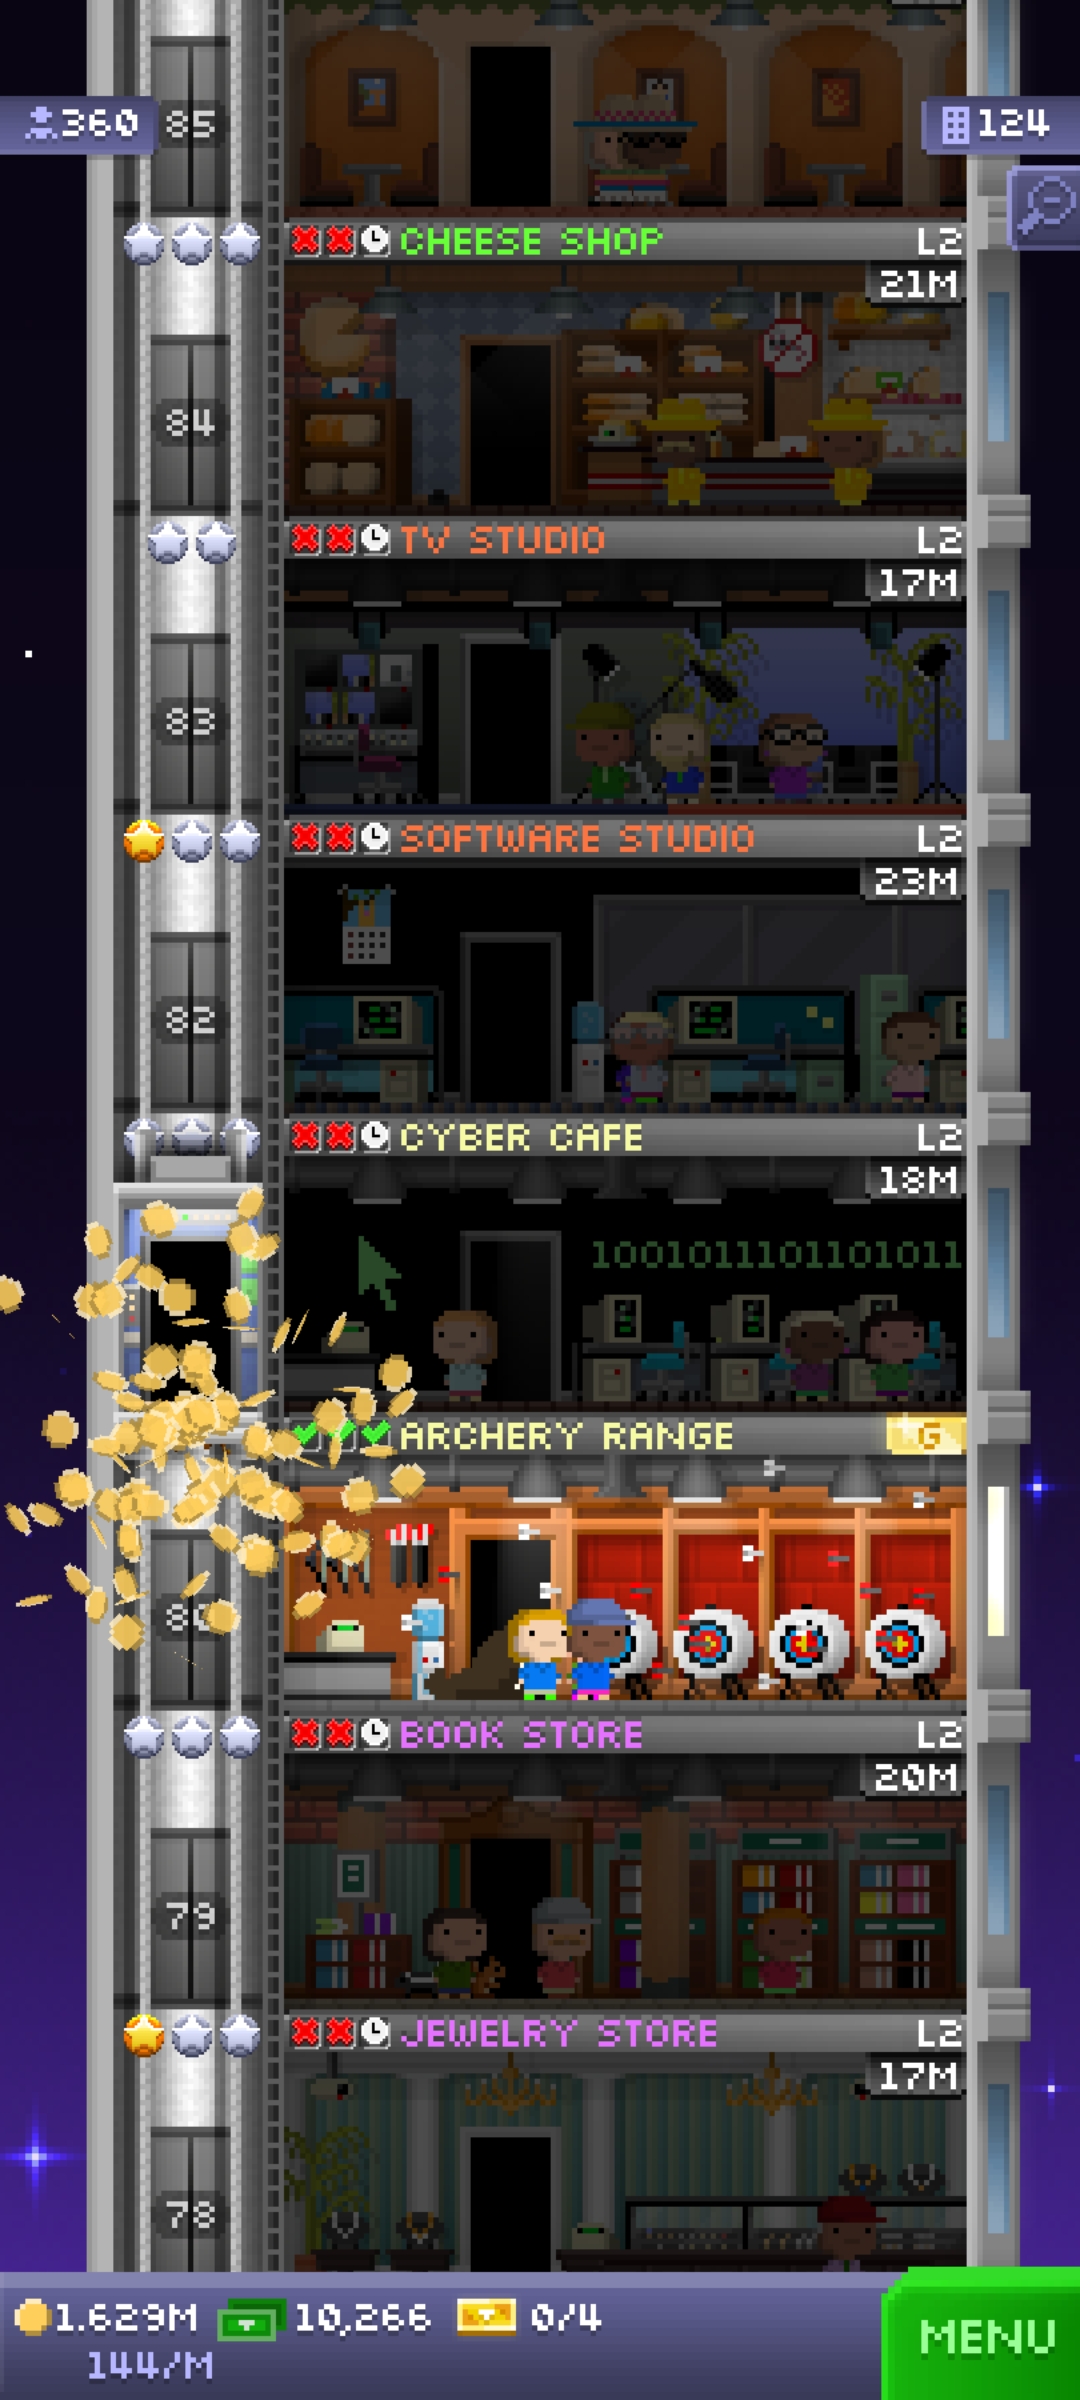 360
85
124
CHEESE SHOP L2
21M
84
TV STUDIO L2
17M
83
SOFTWARE STUDIO L2
23M
82
CYBER CAFE L2
18M
1001011101101011
ARCHERY RANGE G
80
BOOK STORE L2
20M
79
JEWELRY STORE L2
17M
78
1.629M 10,266 0/4
144/M
MENU